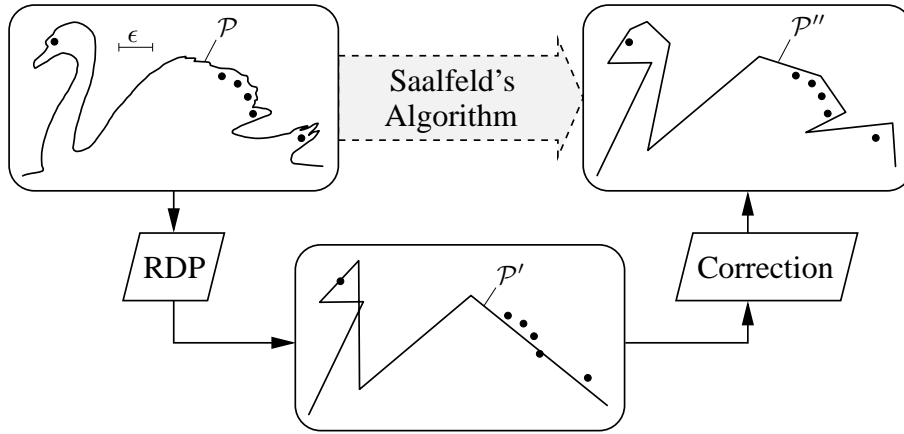 ϵ
𝒫
Saalfeld's
Algorithm
𝒫″
RDP
𝒫′
Correction